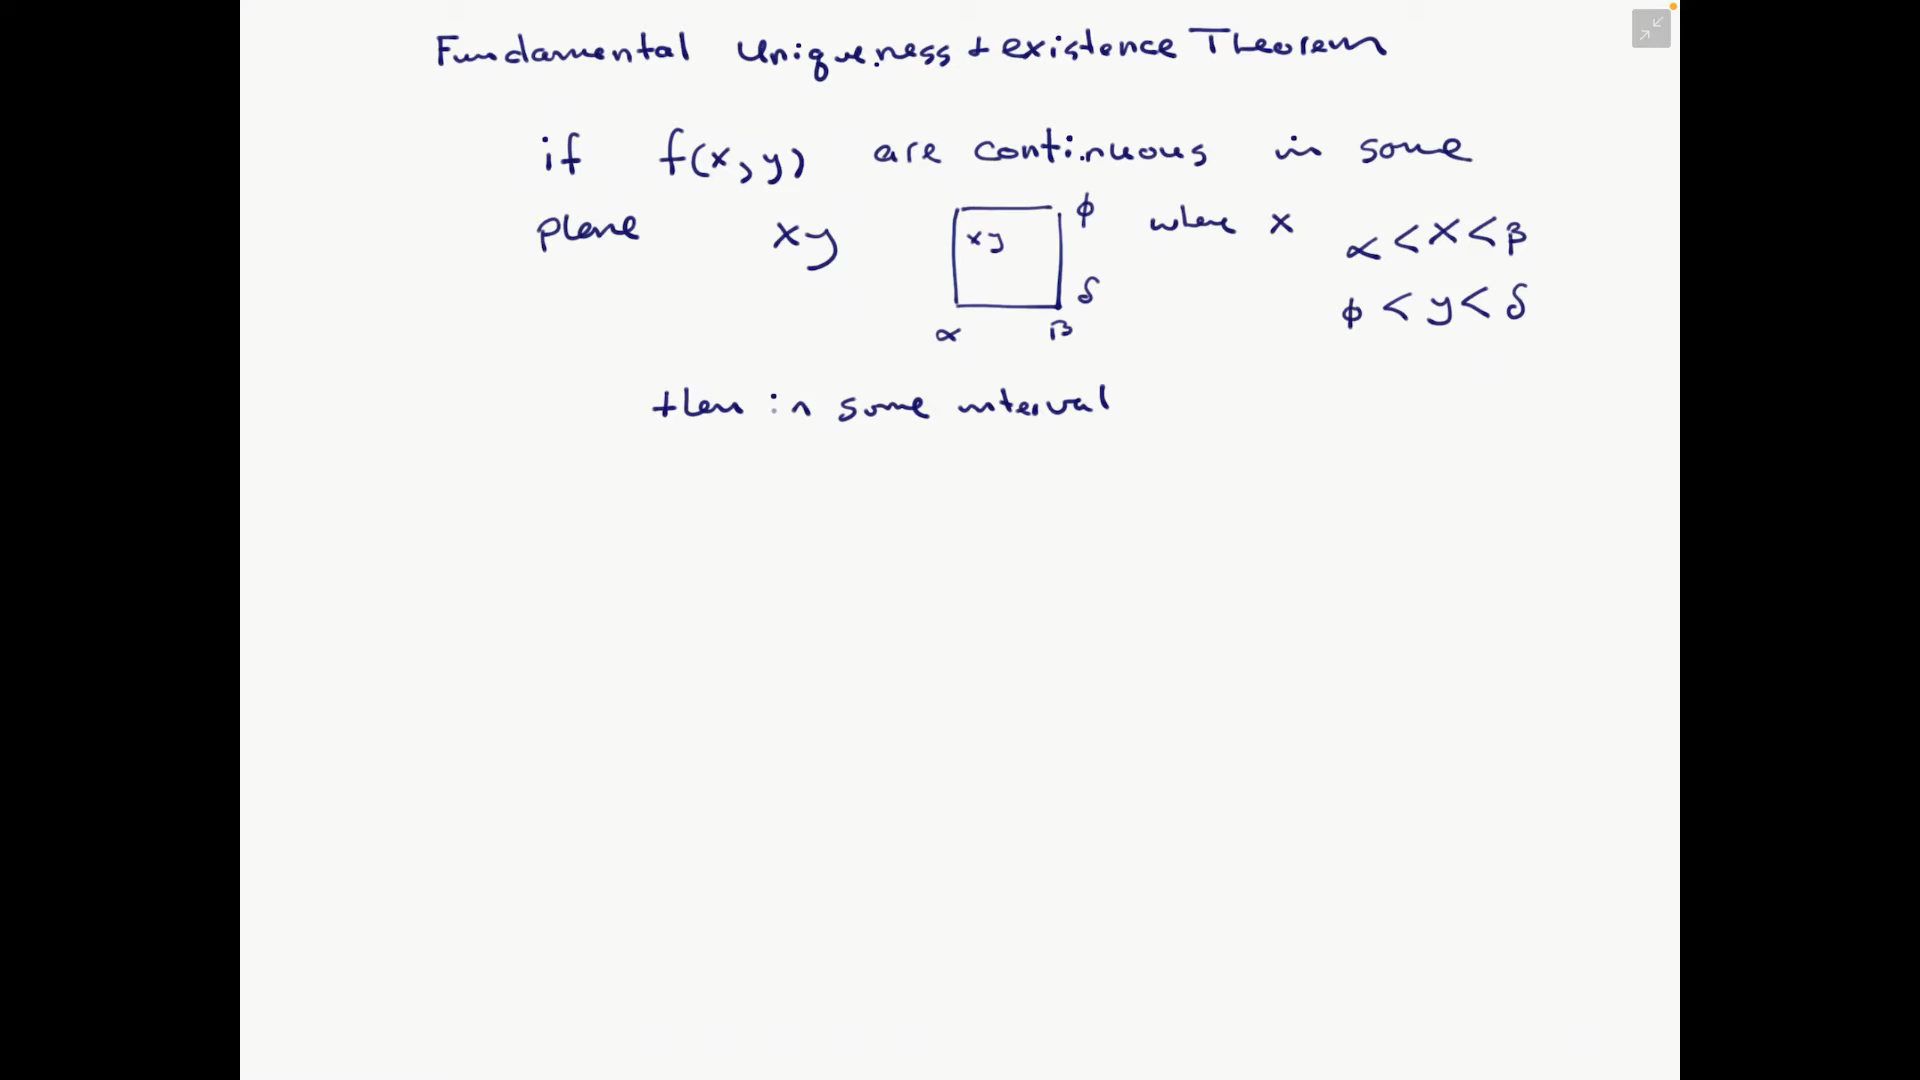 Fundamental Uniqueness + existence Theorem
if f(x,y) are continuous in some
plane xy xy ϕ δ α β where x α < x < β
ϕ < y < δ
then in some interval